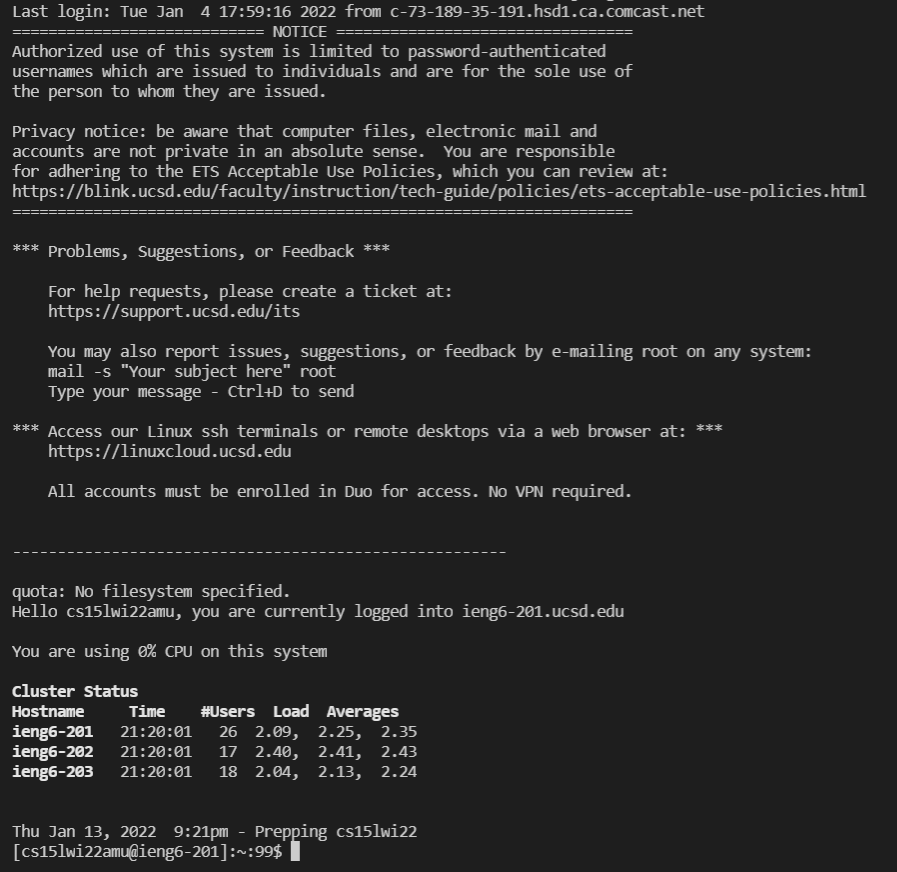 Last login: Tue Jan  4 17:59:16 2022 from c-73-189-35-191.hsd1.ca.comcast.net
============================ NOTICE =================================
Authorized use of this system is limited to password-authenticated
usernames which are issued to individuals and are for the sole use of
the person to whom they are issued.

Privacy notice: be aware that computer files, electronic mail and
accounts are not private in an absolute sense.  You are responsible
for adhering to the ETS Acceptable Use Policies, which you can review at:
https://blink.ucsd.edu/faculty/instruction/tech-guide/policies/ets-acceptable-use-policies.html
=====================================================================

*** Problems, Suggestions, or Feedback ***

    For help requests, please create a ticket at:
    https://support.ucsd.edu/its

    You may also report issues, suggestions, or feedback by e-mailing root on any system:
    mail -s "Your subject here" root
    Type your message - Ctrl+D to send

*** Access our Linux ssh terminals or remote desktops via a web browser at: ***
    https://linuxcloud.ucsd.edu

    All accounts must be enrolled in Duo for access. No VPN required.


-------------------------------------------------------

quota: No filesystem specified.
Hello cs15lwi22amu, you are currently logged into ieng6-201.ucsd.edu

You are using 0% CPU on this system

Cluster Status
Hostname     Time    #Users  Load  Averages
ieng6-201   21:20:01   26  2.09,  2.25,  2.35
ieng6-202   21:20:01   17  2.40,  2.41,  2.43
ieng6-203   21:20:01   18  2.04,  2.13,  2.24


Thu Jan 13, 2022  9:21pm - Prepping cs15lwi22
[cs15lwi22amu@ieng6-201]:~:99$